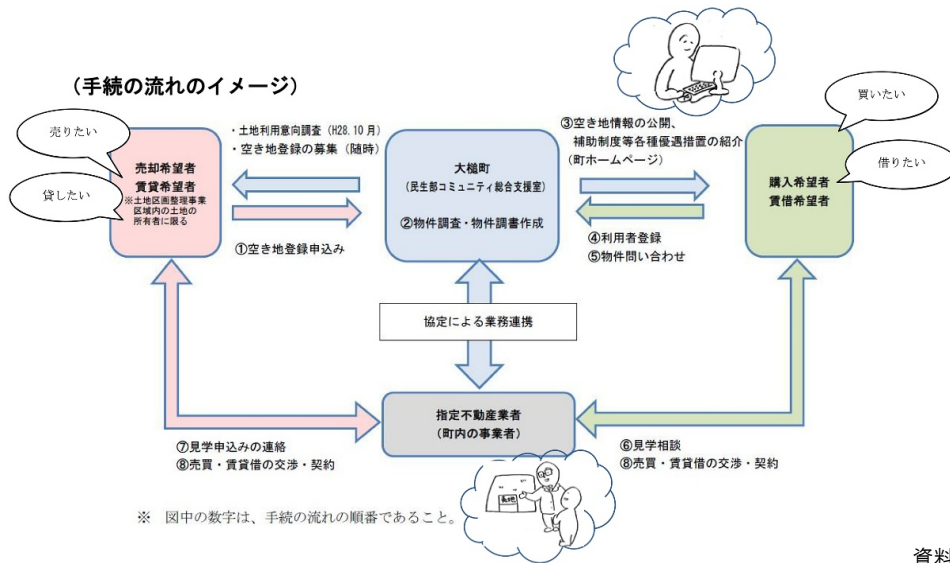 (手続の流れのイメージ)
売りたい
貸したい
売却希望者
賃貸希望者
※土地区画整理事業
区域内の土地の
所有者に限る
・土地利用意向調査(H28.10月)
・空き地登録の募集(随時)
①空き地登録申込み
大槌町
(民生部コミュニティ総合支援室)
②物件調査・物件調書作成
③空き地情報の公開、
補助制度等各種優遇措置の紹介
(町ホームページ)
④利用者登録
⑤物件問い合わせ
買いたい
借りたい
購入希望者
賃借希望者
協定による業務連携
指定不動産業者
(町内の事業者)
⑦見学申込みの連絡
⑧売買・賃貸借の交渉・契約
⑥見学相談
⑧売買・賃貸借の交渉・契約
※ 図中の数字は、手続の流れの順番であること。
資料